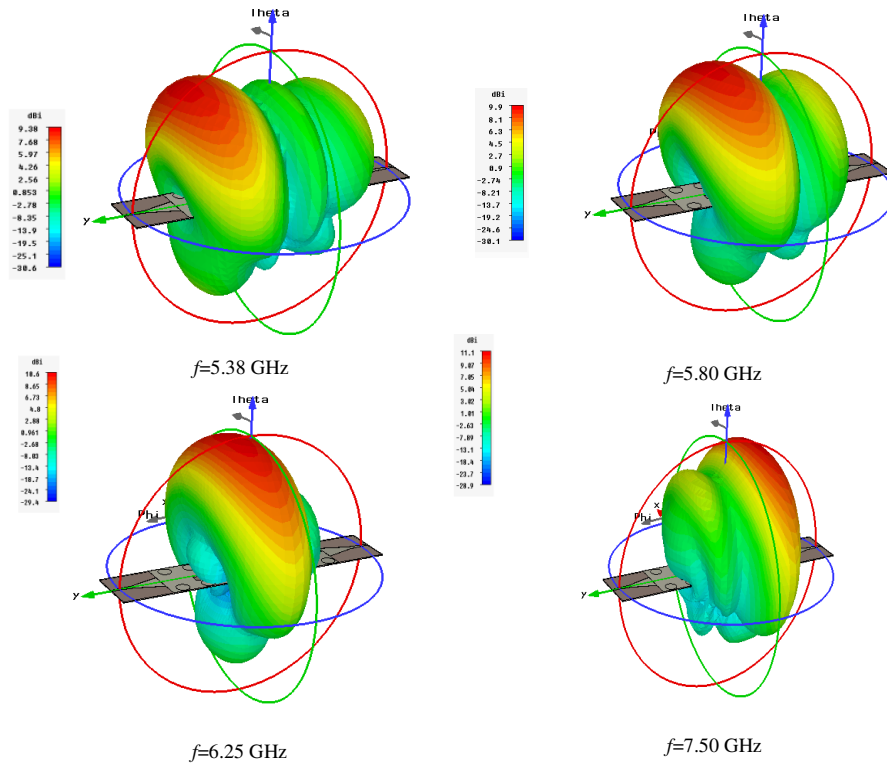 Theta
dBi
9.38
7.68
5.97
4.26
2.56
0.853
-2.78
-8.35
-13.9
-19.5
-25.1
-30.6
y
f=5.38 GHz
Theta
dBi
9.9
8.1
6.3
4.5
2.7
0.9
-2.74
-8.21
-13.7
-19.2
-24.6
-30.1
y
f=5.80 GHz
Theta
dBi
10.6
8.65
6.73
4.8
2.88
0.961
-2.68
-8.03
-13.4
-18.7
-24.1
-29.4
x
Phi
y
f=6.25 GHz
Theta
dBi
11.1
9.07
7.05
5.04
3.02
1.01
-2.63
-7.89
-13.1
-18.4
-23.7
-28.9
x
Phi
y
f=7.50 GHz